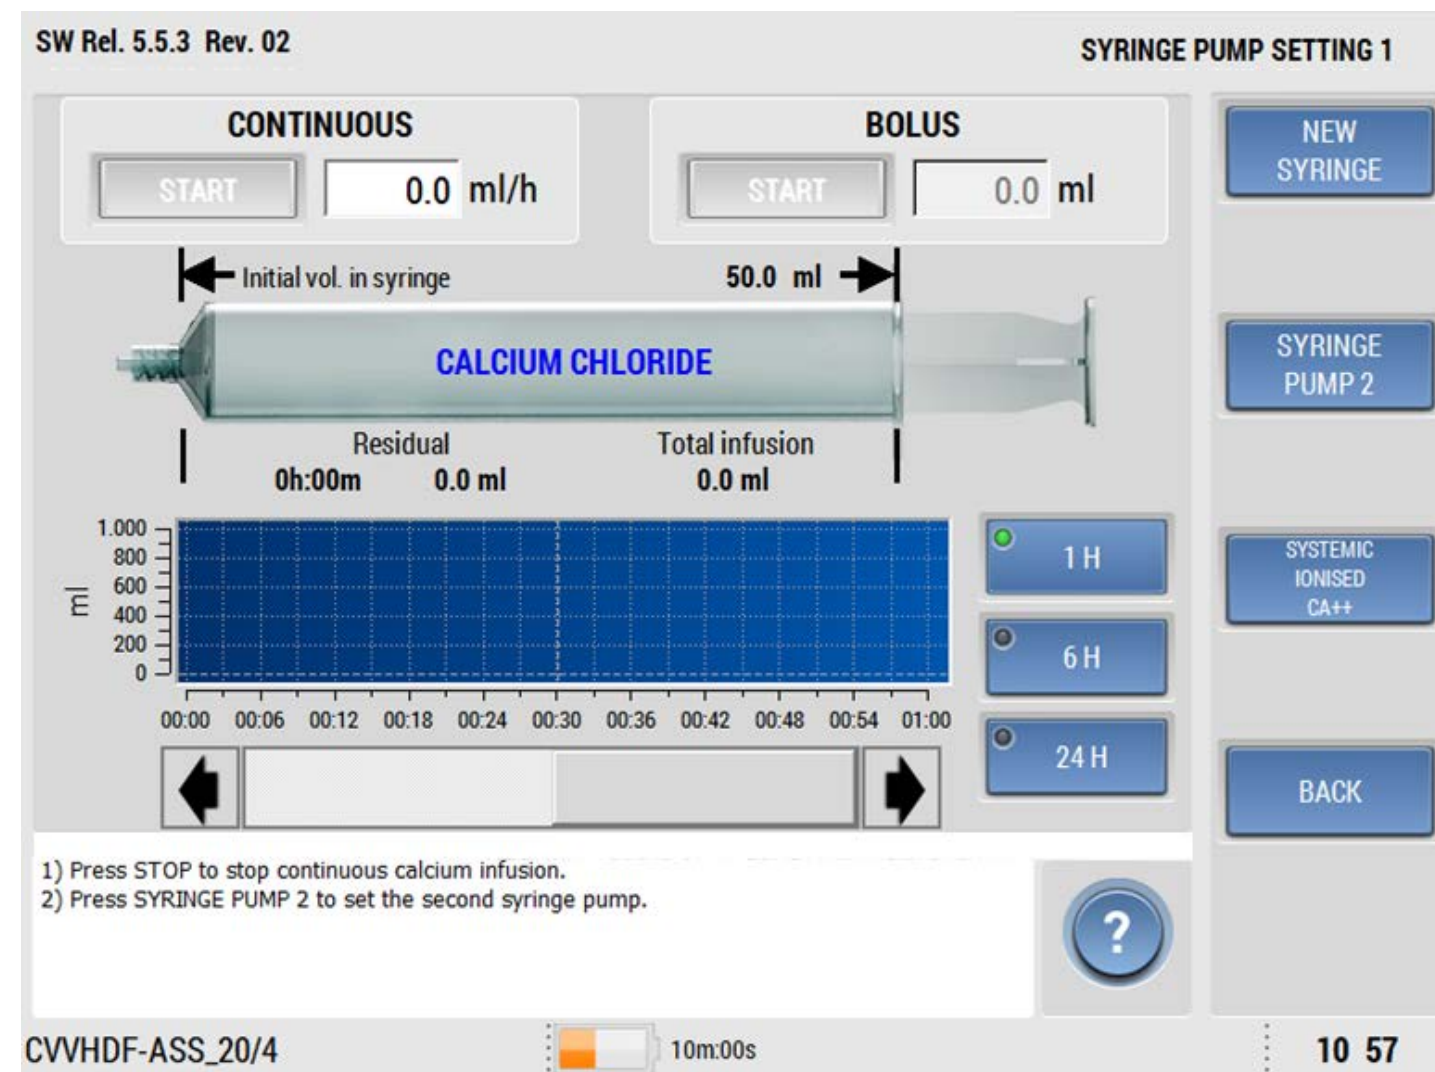 SW Rel. 5.5.3 Rev. 02
SYRINGE PUMP SETTING 1
CONTINUOUS
START
0.0 ml/h
BOLUS
START
0.0 ml
Initial vol. in syringe
50.0 ml
CALCIUM CHLORIDE
Residual
0h:00m 0.0 ml
Total infusion
0.0 ml
ml
1.000
800
600
400
200
0
00:00 00:06 00:12 00:18 00:24 00:30 00:36 00:42 00:48 00:54 01:00
1 H
6 H
24 H
NEW
SYRINGE
SYRINGE
PUMP 2
SYSTEMIC
IONISED
CA++
BACK
1) Press STOP to stop continuous calcium infusion.
2) Press SYRINGE PUMP 2 to set the second syringe pump.
?
CVVHDF-ASS_20/4
10m:00s
10 57